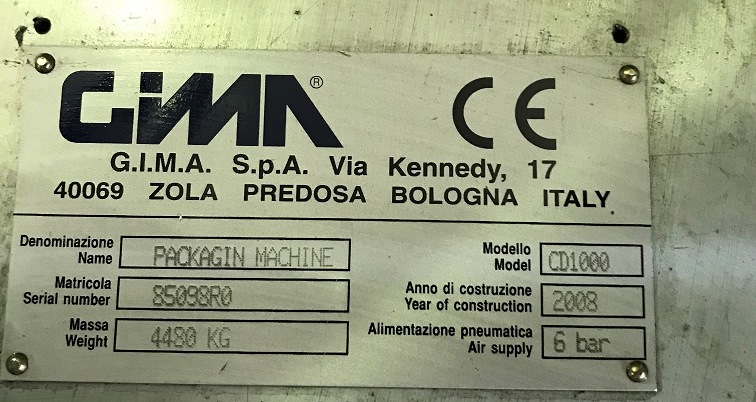 GIMA® CE
G.I.M.A. S.p.A. Via Kennedy, 17
40069 ZOLA PREDOSA BOLOGNA ITALY
Denominazione
Name
PACKAGIN MACHINE
Modello
Model
CD1000
Matricola
Serial number
85098R0
Anno di costruzione
Year of construction
2008
Massa
Weight
4480 KG
Alimentazione pneumatica
Air supply
6 bar